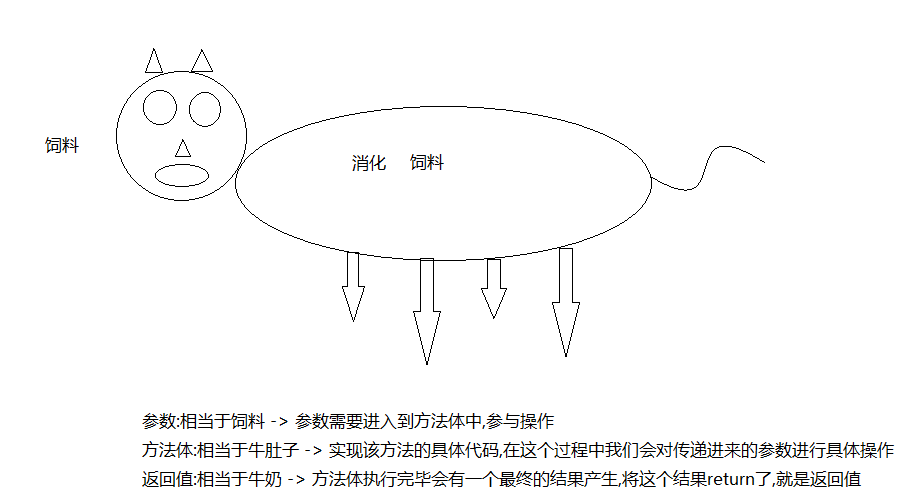 饲料
消化 饲料
参数:相当于饲料 -> 参数需要进入到方法体中,参与操作
方法体:相当于牛肚子 -> 实现该方法的具体代码,在这个过程中我们会对传递进来的参数进行具体操作
返回值:相当于牛奶 -> 方法体执行完毕会有一个最终的结果产生,将这个结果return了,就是返回值